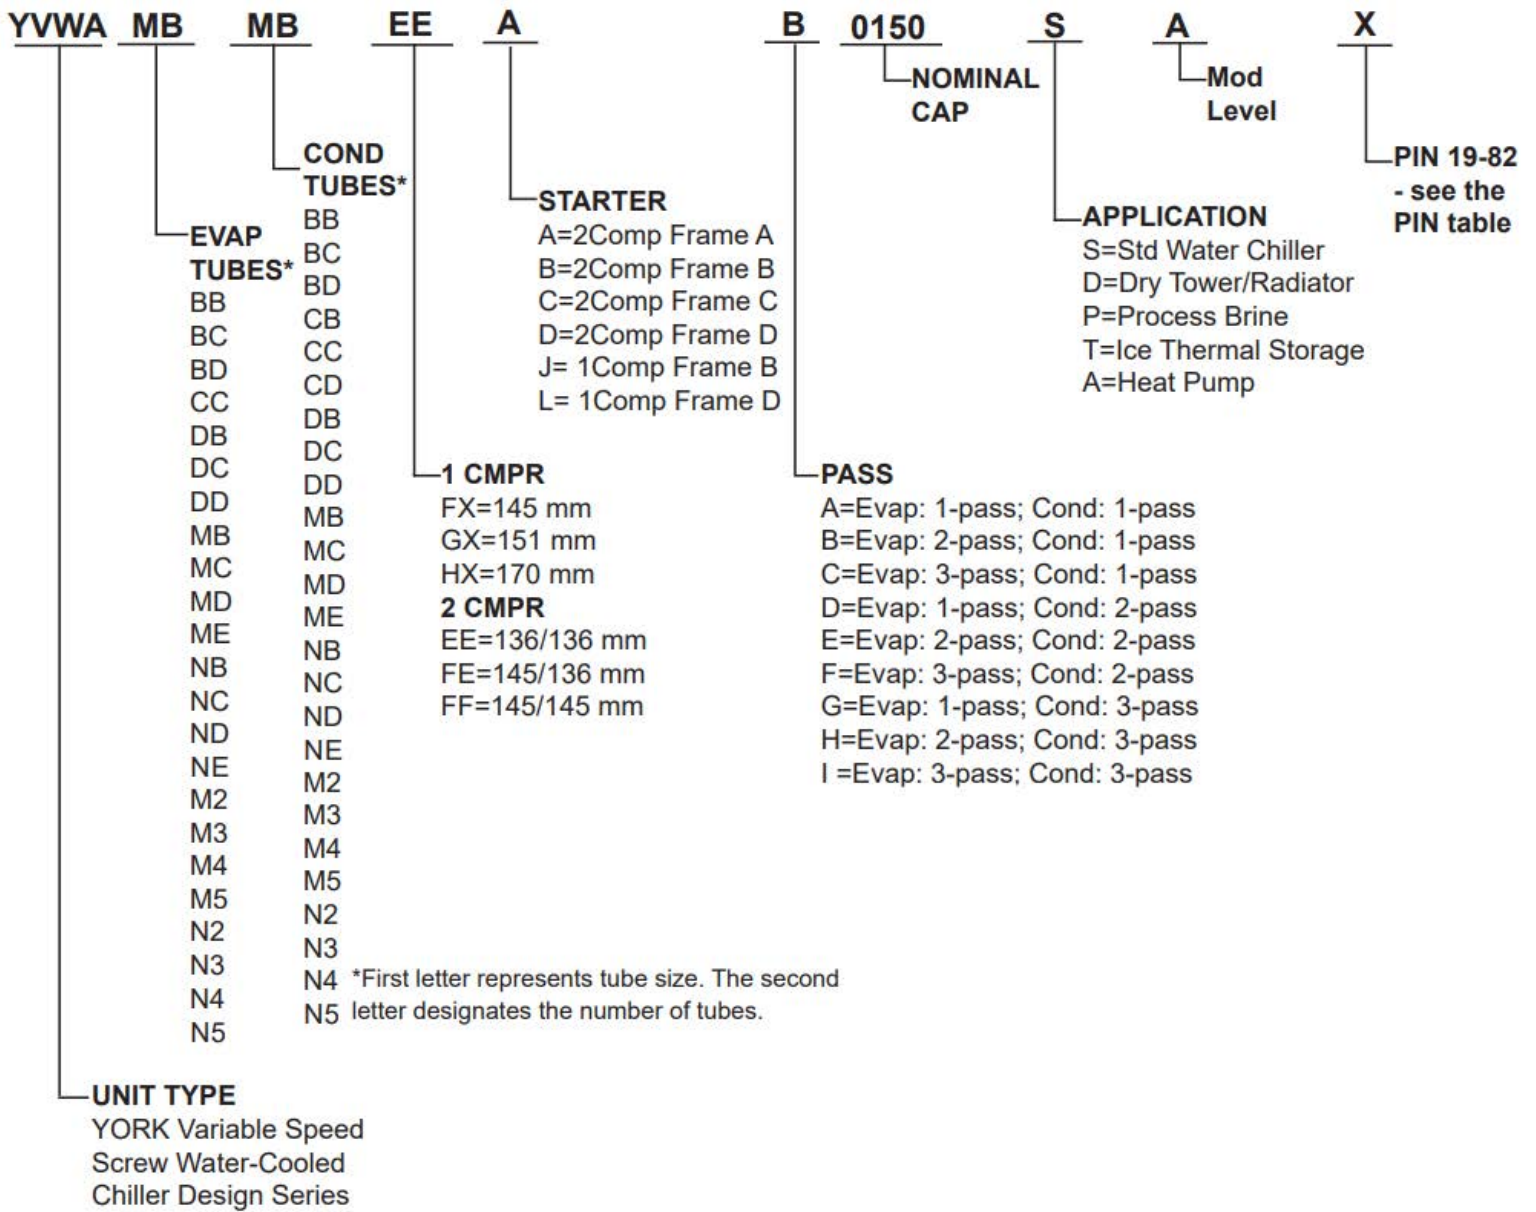 YVWA MB MB EE A B 0150 S A X
NOMINAL
CAP
Mod
Level
PIN 19-82
- see the
PIN table
COND
TUBES*
BB
BC
BD
CB
CC
CD
DB
DC
DD
MB
MC
MD
ME
NB
NC
ND
NE
M2
M3
M4
M5
N2
N3
N4
N5
EVAP
TUBES*
BB
BC
BD
CC
DB
DC
DD
MB
MC
MD
ME
NB
NC
ND
NE
M2
M3
M4
M5
N2
N3
N4
N5
STARTER
A=2Comp Frame A
B=2Comp Frame B
C=2Comp Frame C
D=2Comp Frame D
J= 1Comp Frame B
L= 1Comp Frame D
APPLICATION
S=Std Water Chiller
D=Dry Tower/Radiator
P=Process Brine
T=Ice Thermal Storage
A=Heat Pump
1 CMPR
FX=145 mm
GX=151 mm
HX=170 mm
2 CMPR
EE=136/136 mm
FE=145/136 mm
FF=145/145 mm
PASS
A=Evap: 1-pass; Cond: 1-pass
B=Evap: 2-pass; Cond: 1-pass
C=Evap: 3-pass; Cond: 1-pass
D=Evap: 1-pass; Cond: 2-pass
E=Evap: 2-pass; Cond: 2-pass
F=Evap: 3-pass; Cond: 2-pass
G=Evap: 1-pass; Cond: 3-pass
H=Evap: 2-pass; Cond: 3-pass
I =Evap: 3-pass; Cond: 3-pass
*First letter represents tube size. The second
letter designates the number of tubes.
UNIT TYPE
YORK Variable Speed
Screw Water-Cooled
Chiller Design Series